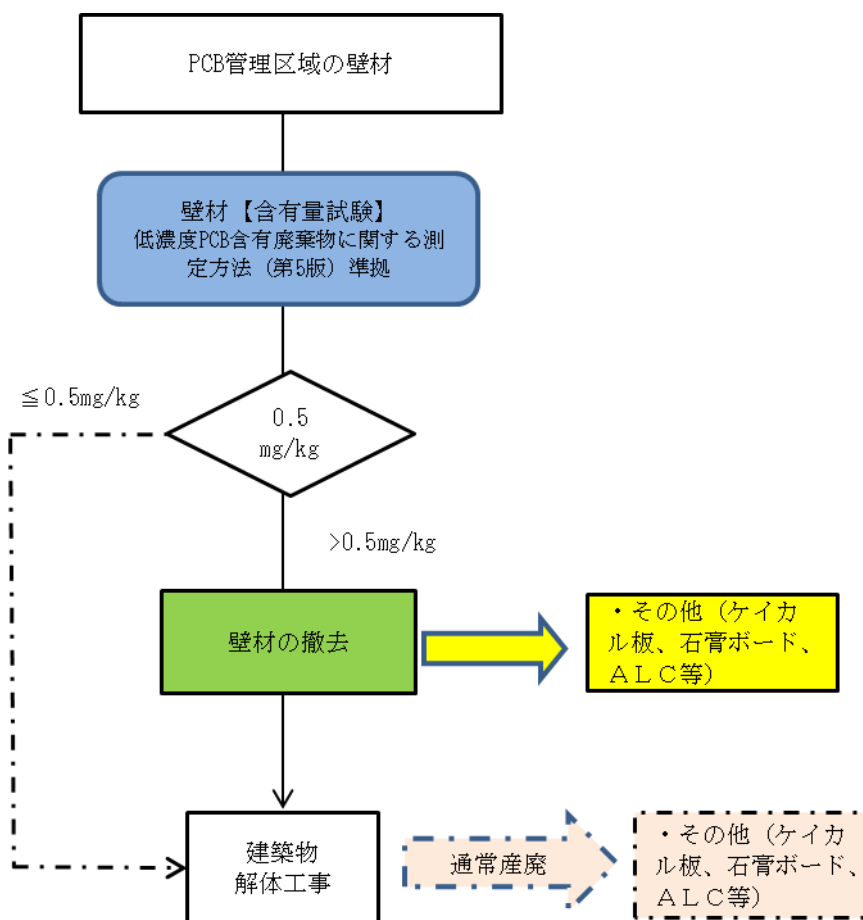 PCB管理区域の壁材
壁材【含有量試験】
低濃度PCB含有廃棄物に関する測
定方法（第5版）準拠
≦0.5mg/kg
0.5
mg/kg
>0.5mg/kg
壁材の撤去
・その他（ケイカ
ル板、石膏ボード、
ＡＬＣ等）
建築物
解体工事
通常産廃
・その他（ケイカ
ル板、石膏ボード、
ＡＬＣ等）